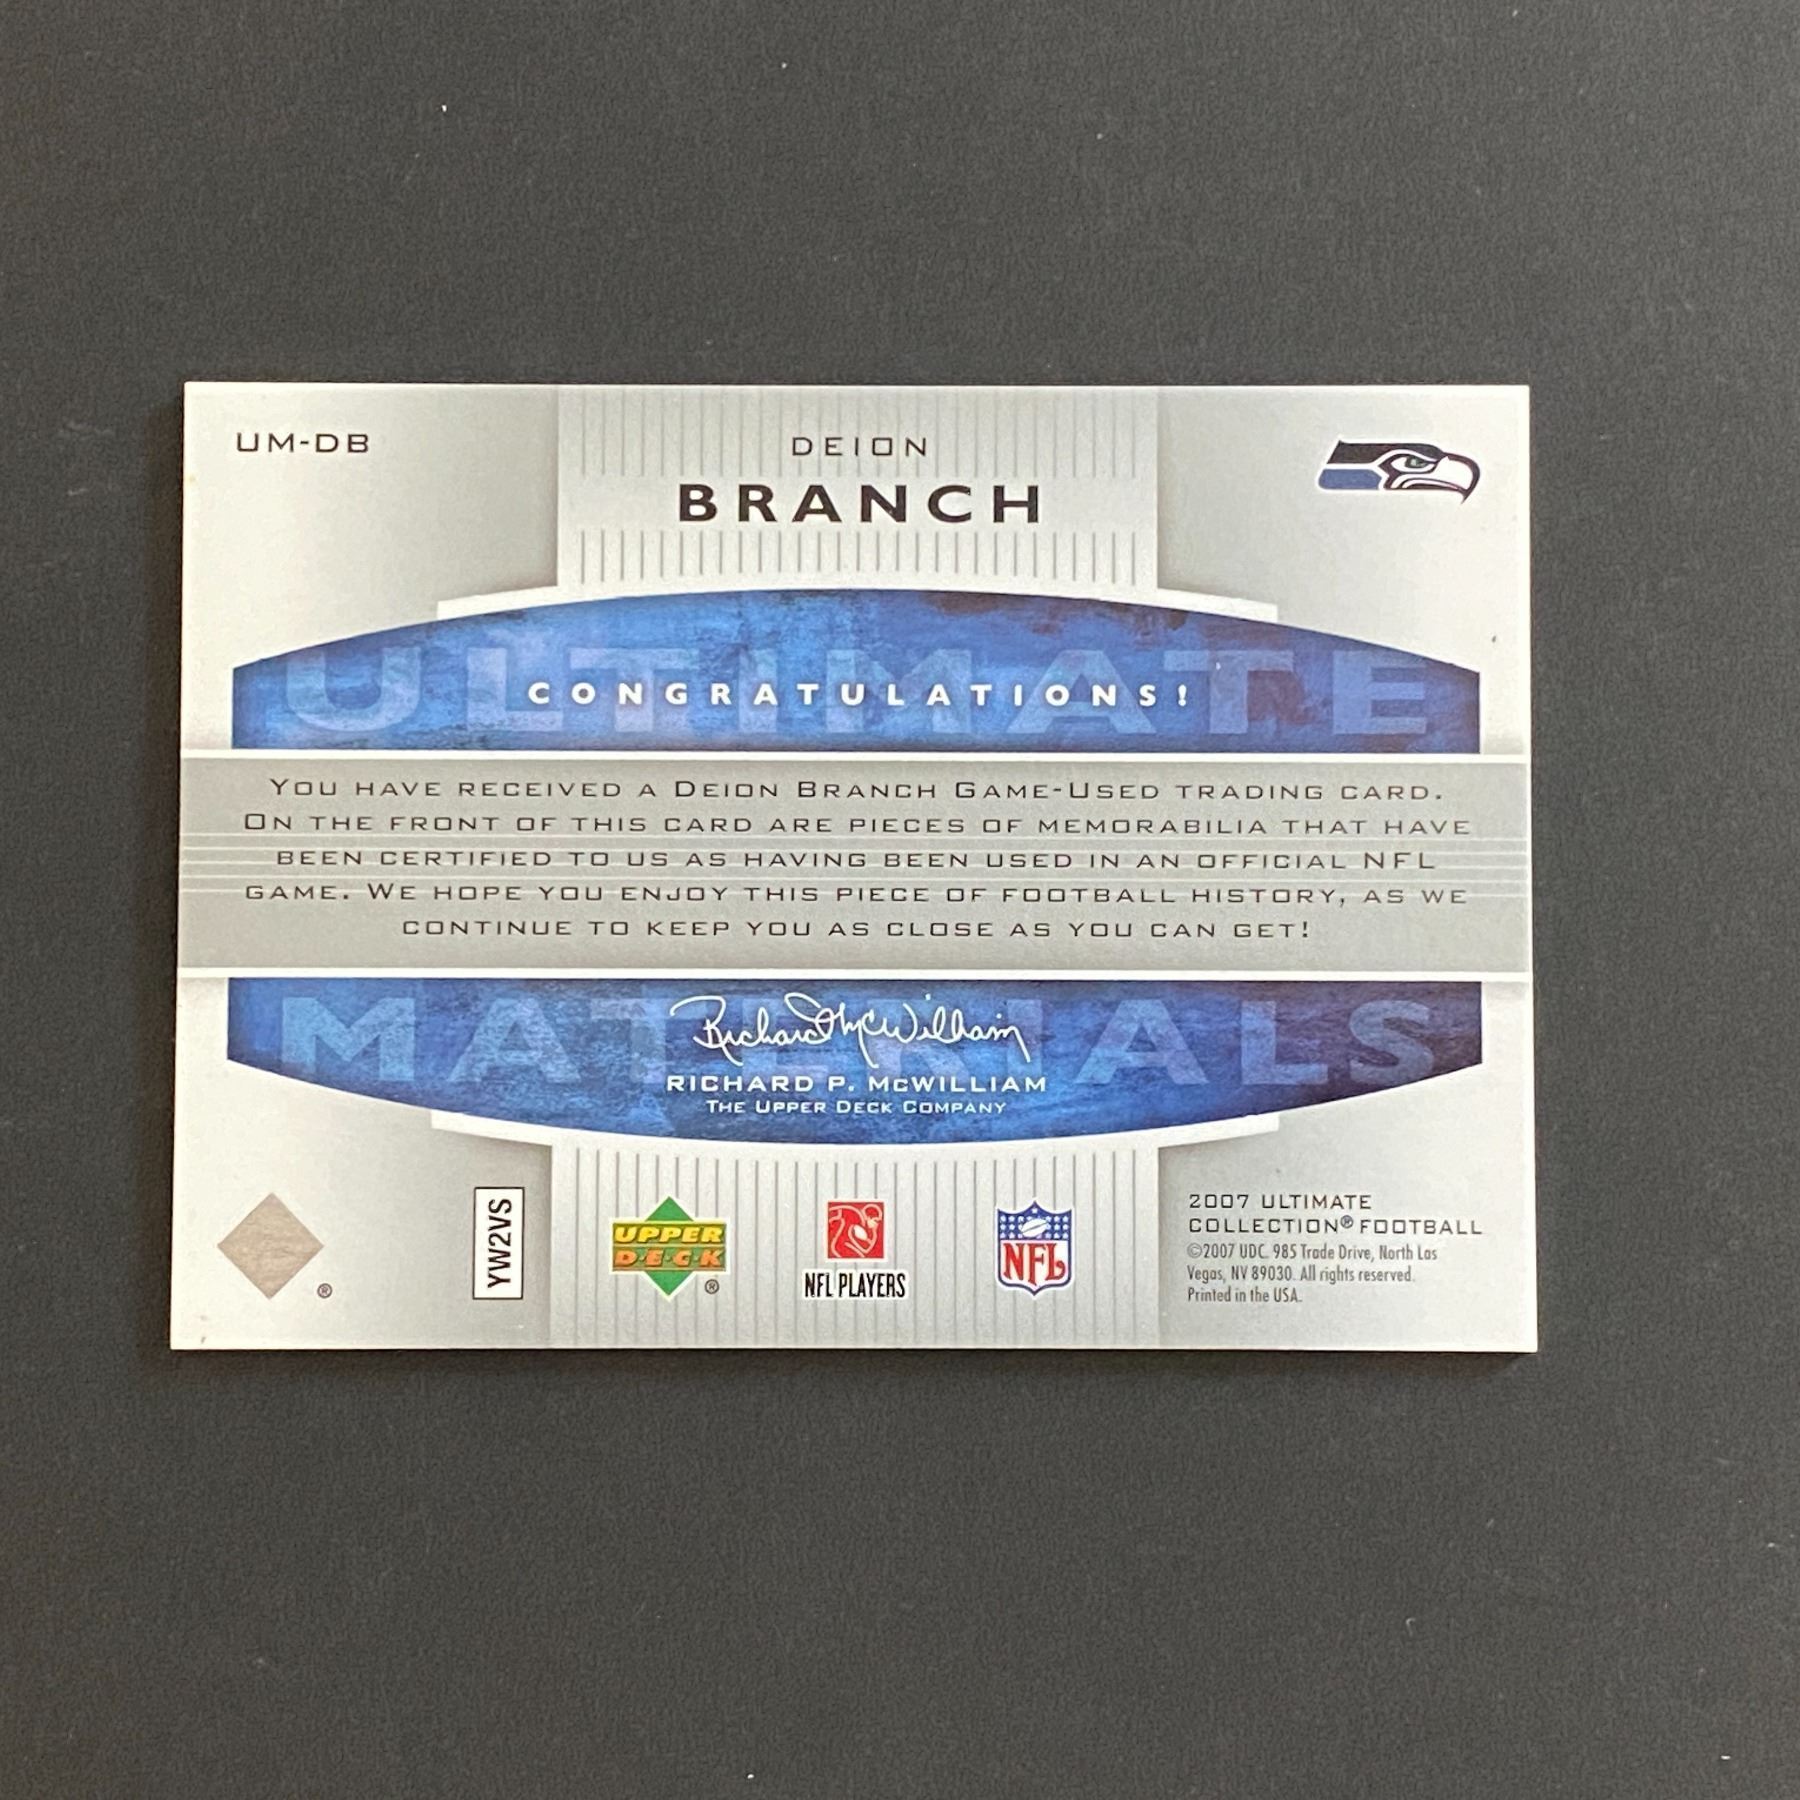 UM-DB
DEION
BRANCH
ULTIMATE
CONGRATULATIONS!
YOU HAVE RECEIVED A DEION BRANCH GAME-USED TRADING CARD.
ON THE FRONT OF THIS CARD ARE PIECES OF MEMORABILIA THAT HAVE
BEEN CERTIFIED TO US AS HAVING BEEN USED IN AN OFFICIAL NFL
GAME. WE HOPE YOU ENJOY THIS PIECE OF FOOTBALL HISTORY, AS WE
CONTINUE TO KEEP YOU AS CLOSE AS YOU CAN GET!
MATERIALS
Richard McWilliam
RICHARD P. McWILLIAM
THE UPPER DECK COMPANY
®
YW2VS
UPPER
DECK
®
NFL PLAYERS
NFL
2007 ULTIMATE
COLLECTION® FOOTBALL
©2007 UDC. 985 Trade Drive, North Las
Vegas, NV 89030. All rights reserved.
Printed in the USA.